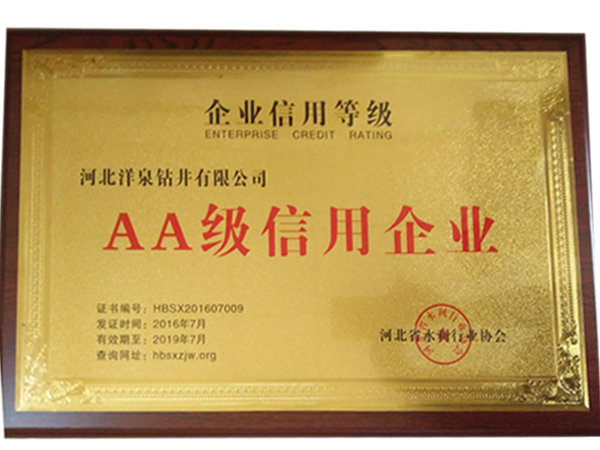 企业信用等级
ENTERPRISE CREDIT RATING
河北洋泉钻井有限公司
AA级信用企业
证书编号：HBSX201607009
发证时间：2016年7月
有效期至：2019年7月
查询网址：hbsxzjw.org
河北省水利行业协会